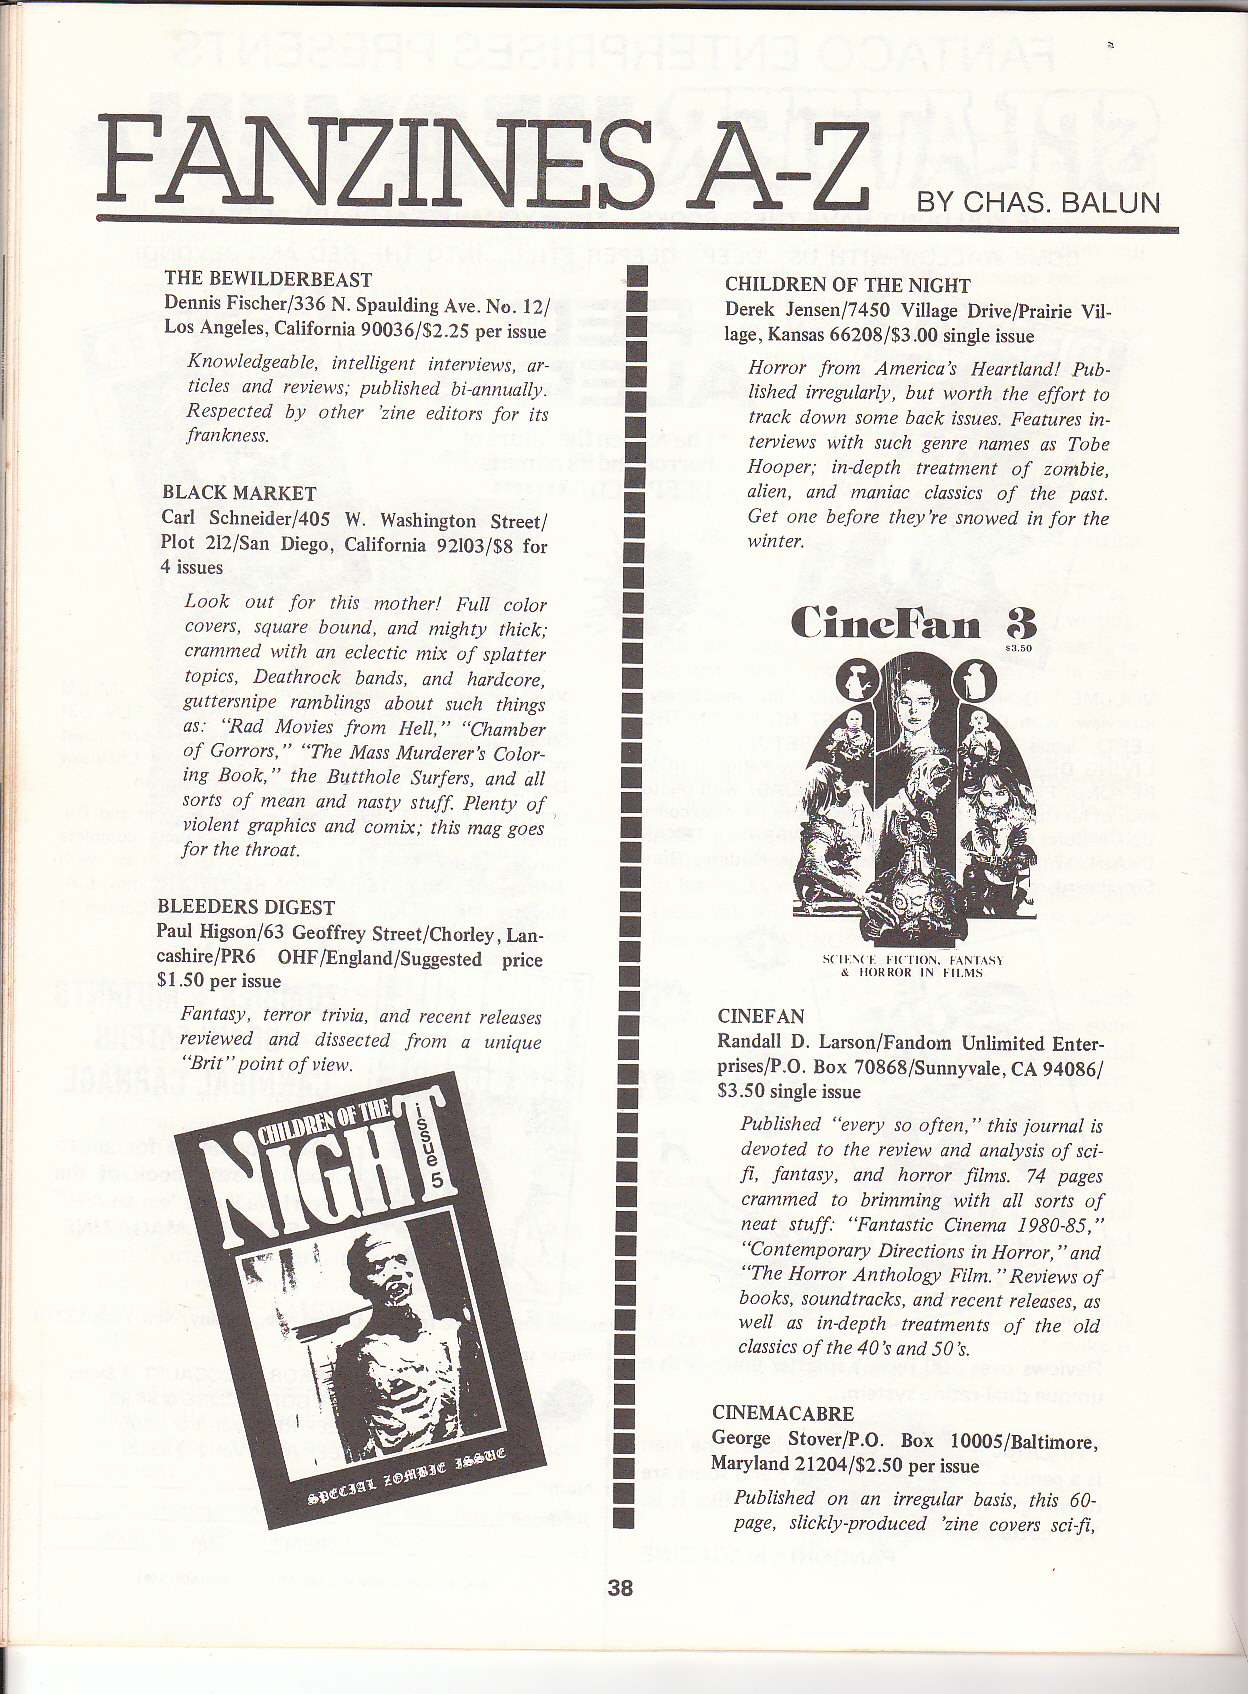 FANZINES A-Z BY CHAS. BALUN
THE BEWILDERBEAST
Dennis Fischer/336 N. Spaulding Ave. No. 12/
Los Angeles, California 90036/$2.25 per issue
Knowledgeable, intelligent interviews, ar-
ticles and reviews; published bi-annually.
Respected by other 'zine editors for its
frankness.
BLACK MARKET
Carl Schneider/405 W. Washington Street/
Plot 212/San Diego, California 92103/$8 for
4 issues
Look out for this mother! Full color
covers, square bound, and mighty thick;
crammed with an eclectic mix of splatter
topics, Deathrock bands, and hardcore,
guttersnipe ramblings about such things
as: “Rad Movies from Hell,” “Chamber
of Gorrors,” “The Mass Murderer's Color-
ing Book,” the Butthole Surfers, and all
sorts of mean and nasty stuff. Plenty of
violent graphics and comix; this mag goes
for the throat.
BLEEDERS DIGEST
Paul Higson/63 Geoffrey Street/Chorley, Lan-
cashire/PR6 OHF/England/Suggested price
$1.50 per issue
Fantasy, terror trivia, and recent releases
reviewed and dissected from a unique
“Brit” point of view.
CHILDREN OF THE
NIGHT
issue 5
SPECIAL ZOMBIE ISSUE
CHILDREN OF THE NIGHT
Derek Jensen/7450 Village Drive/Prairie Vil-
lage, Kansas 66208/$3.00 single issue
Horror from America's Heartland! Pub-
lished irregularly, but worth the effort to
track down some back issues. Features in-
terviews with such genre names as Tobe
Hooper; in-depth treatment of zombie,
alien, and maniac classics of the past.
Get one before they're snowed in for the
winter.
CineFan 3
$3.50
SCIENCE FICTION, FANTASY
& HORROR IN FILMS
CINEFAN
Randall D. Larson/Fandom Unlimited Enter-
prises/P.O. Box 70868/Sunnyvale, CA 94086/
$3.50 single issue
Published “every so often,” this journal is
devoted to the review and analysis of sci-
fi, fantasy, and horror films. 74 pages
crammed to brimming with all sorts of
neat stuff: “Fantastic Cinema 1980-85,”
“Contemporary Directions in Horror,” and
“The Horror Anthology Film.” Reviews of
books, soundtracks, and recent releases, as
well as in-depth treatments of the old
classics of the 40's and 50's.
CINEMACABRE
George Stover/P.O. Box 10005/Baltimore,
Maryland 21204/$2.50 per issue
Published on an irregular basis, this 60-
page, slickly-produced 'zine covers sci-fi,
38